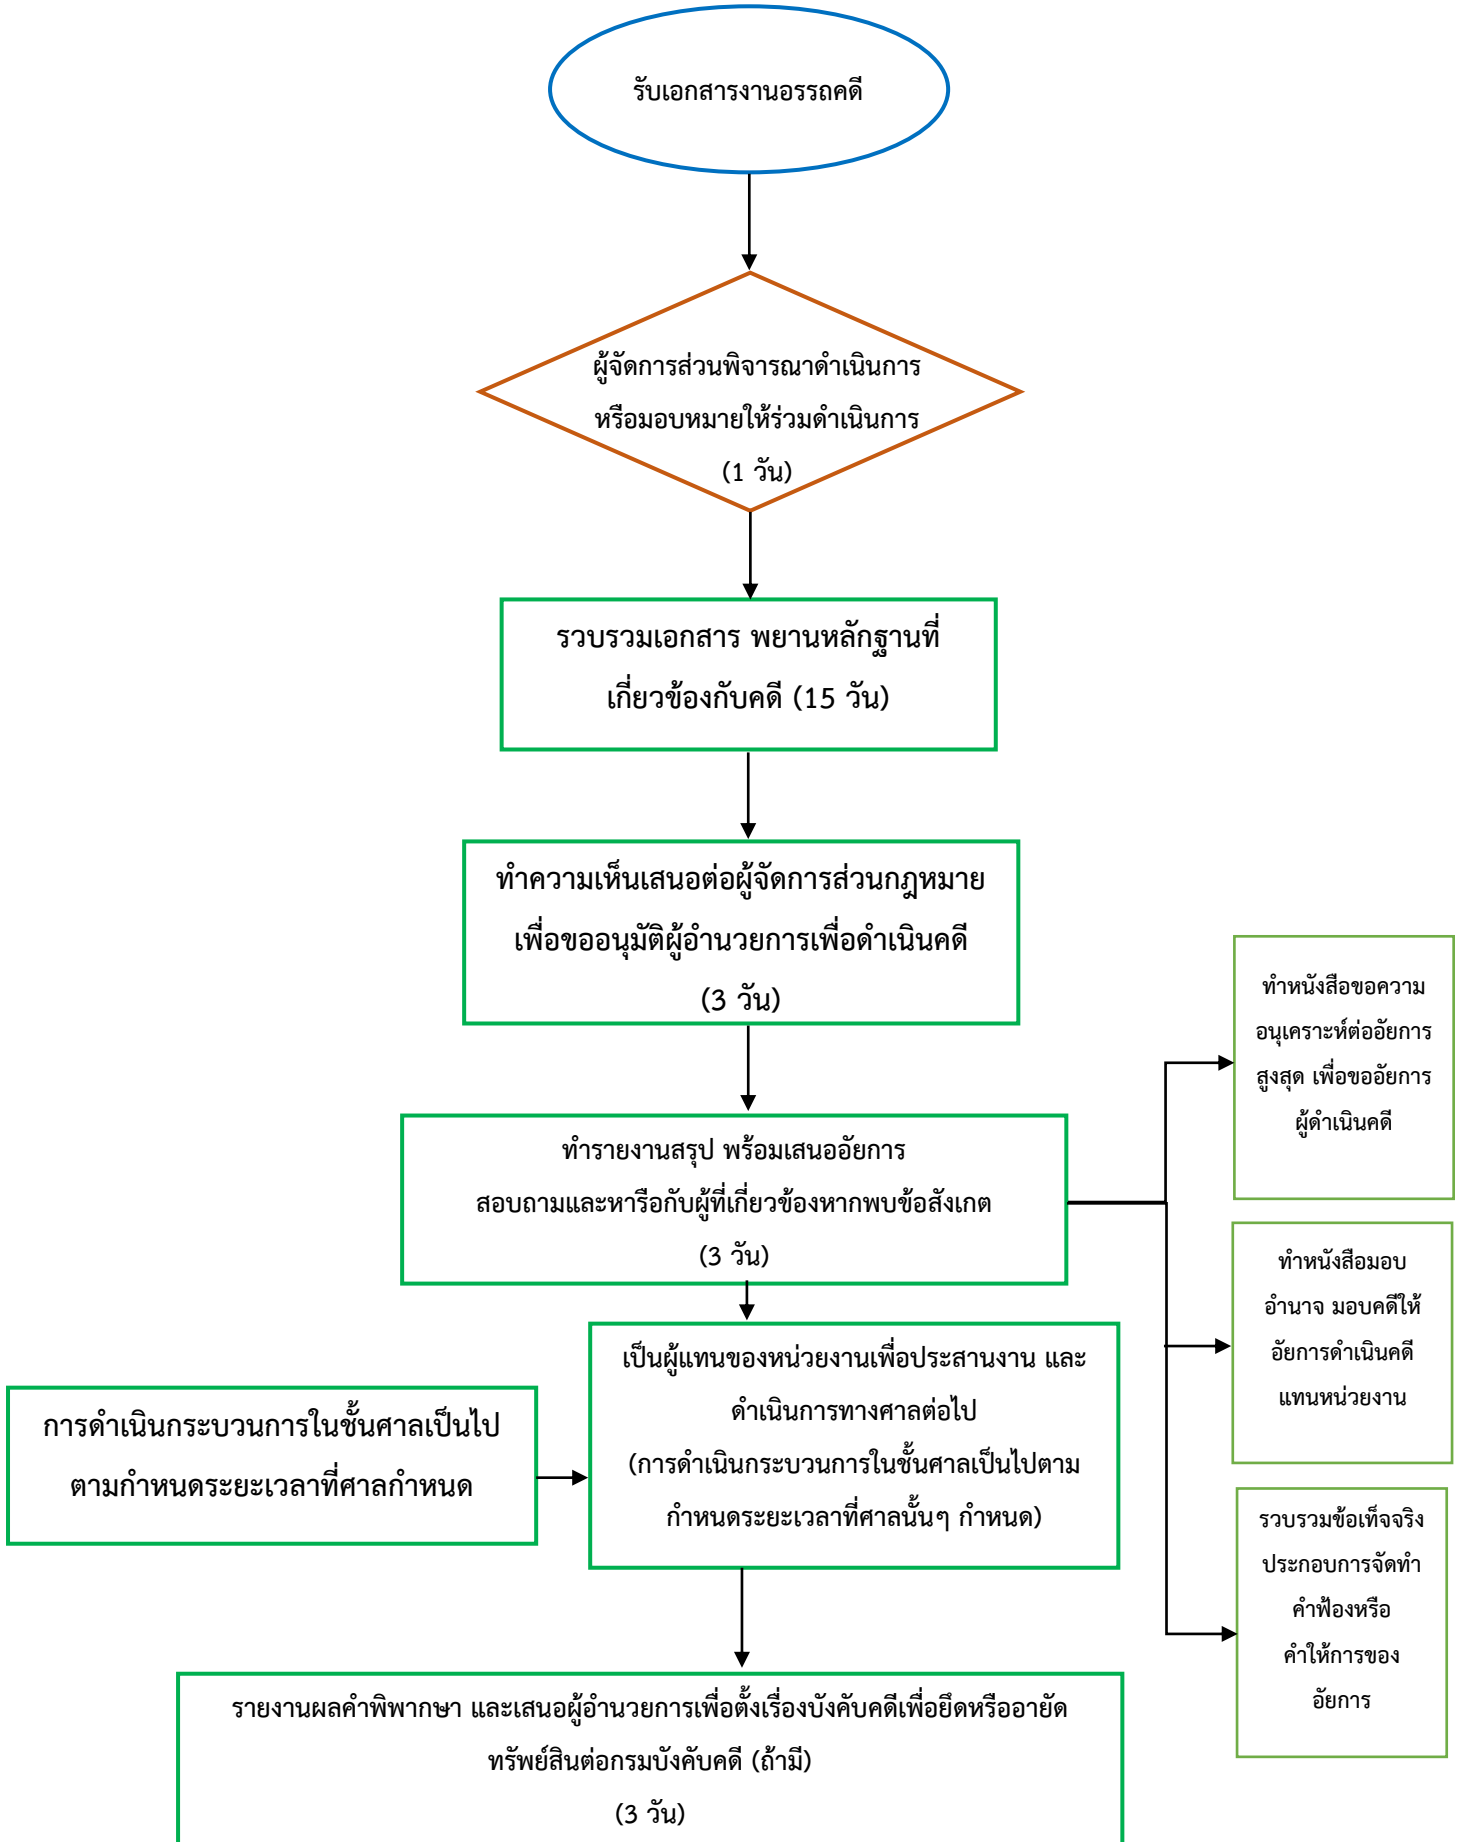 รับเอกสารงานอรรถคดี
ผู้จัดการส่วนพิจารณาดำเนินการ
หรือมอบหมายให้ร่วมดำเนินการ
(1 วัน)
รวบรวมเอกสาร พยานหลักฐานที่
เกี่ยวข้องกับคดี (15 วัน)
ทำความเห็นเสนอต่อผู้จัดการส่วนกฎหมาย
เพื่อขออนุมัติผู้อำนวยการเพื่อดำเนินคดี
(3 วัน)
ทำรายงานสรุป พร้อมเสนออัยการ
สอบถามและหารือกับผู้ที่เกี่ยวข้องหากพบข้อสังเกต
(3 วัน)
ทำหนังสือขอความ
อนุเคราะห์ต่ออัยการ
สูงสุด เพื่อขออัยการ
ผู้ดำเนินคดี
ทำหนังสือมอบ
อำนาจ มอบคดีให้
อัยการดำเนินคดี
แทนหน่วยงาน
รวบรวมข้อเท็จจริง
ประกอบการจัดทำ
คำฟ้องหรือ
คำให้การของ
อัยการ
การดำเนินกระบวนการในชั้นศาลเป็นไป
ตามกำหนดระยะเวลาที่ศาลกำหนด
เป็นผู้แทนของหน่วยงานเพื่อประสานงาน และ
ดำเนินการทางศาลต่อไป
(การดำเนินกระบวนการในชั้นศาลเป็นไปตาม
กำหนดระยะเวลาที่ศาลนั้นๆ กำหนด)
รายงานผลคำพิพากษา และเสนอผู้อำนวยการเพื่อตั้งเรื่องบังคับคดีเพื่อยึดหรืออายัด
ทรัพย์สินต่อกรมบังคับคดี (ถ้ามี)
(3 วัน)